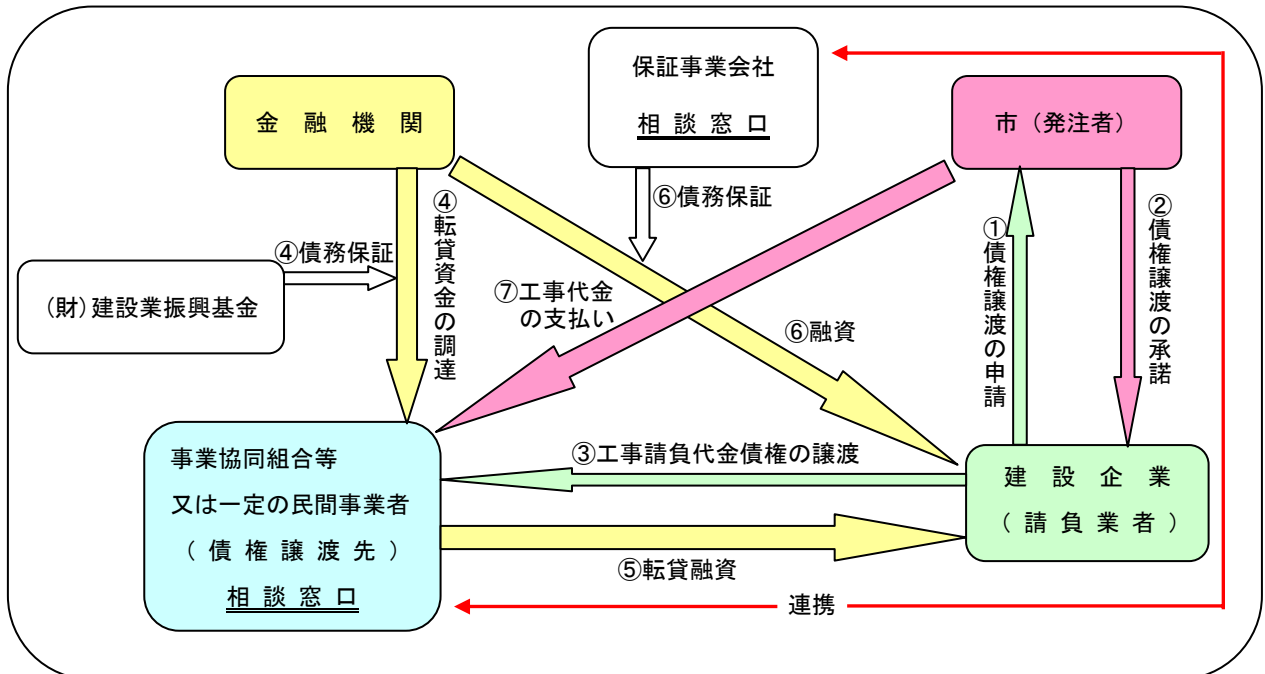 保証事業会社
相談窓口
金融機関
市（発注者）
⑥債務保証
④転貸資金の調達
④債務保証
(財)建設業振興基金
①債権譲渡の申請
②債権譲渡の承諾
⑦工事代金
の支払い
⑥融資
事業協同組合等
又は一定の民間事業者
（債権譲渡先）
相談窓口
③工事請負代金債権の譲渡
建設企業
（請負業者）
⑤転貸融資
連携